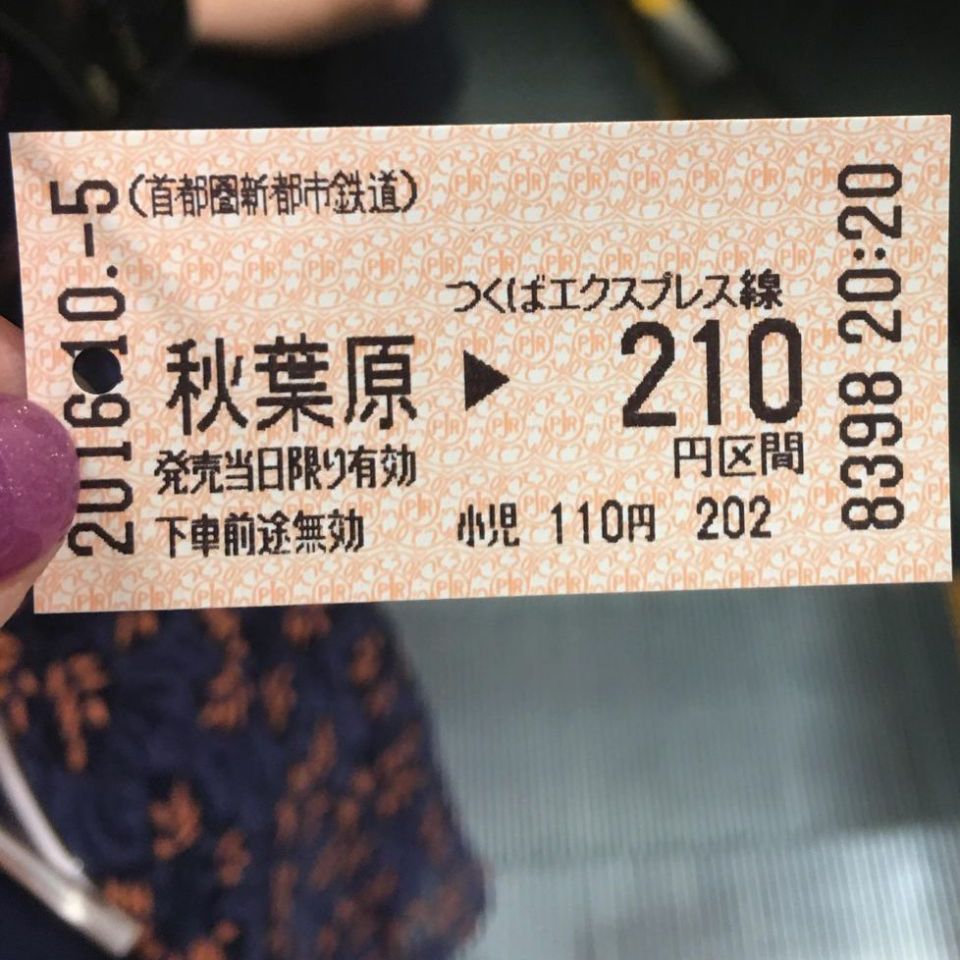 (首都圏新都市鉄道)
つくばエクスプレス線
秋葉原 ▶ 210
円区間
発売当日限り有効
下車前途無効
小児 110円 202
2016.10.-5
8398 20:20